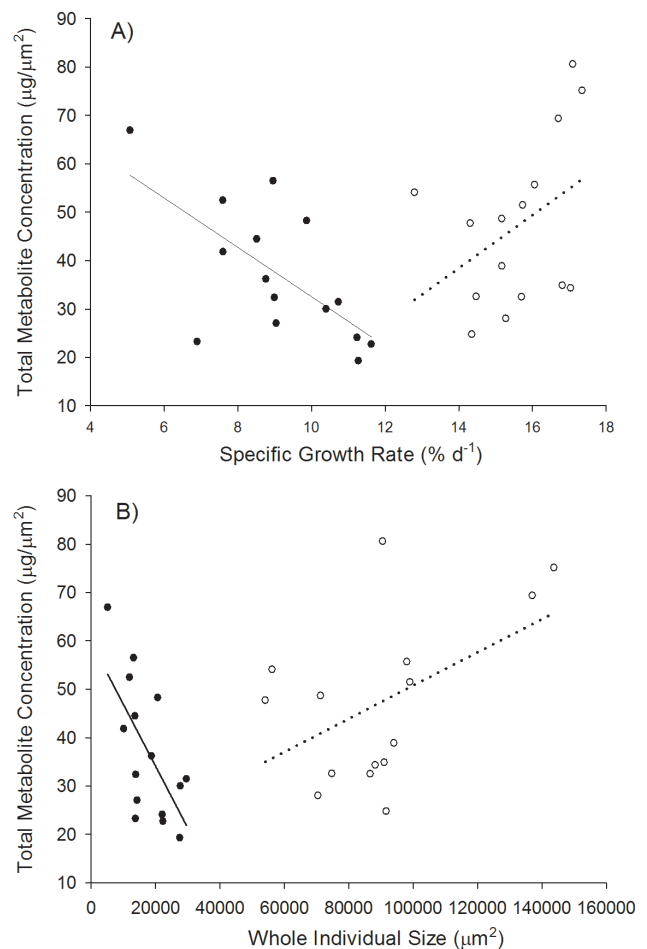 A)
Total Metabolite Concentration (μg/μm²)
90
80
70
60
50
40
30
20
10
4 6 8 10 12 14 16 18
Specific Growth Rate (% d⁻¹)
B)
Total Metabolite Concentration (μg/μm²)
90
80
70
60
50
40
30
20
10
0 20000 40000 60000 80000 100000 120000 140000 160000
Whole Individual Size (μm²)